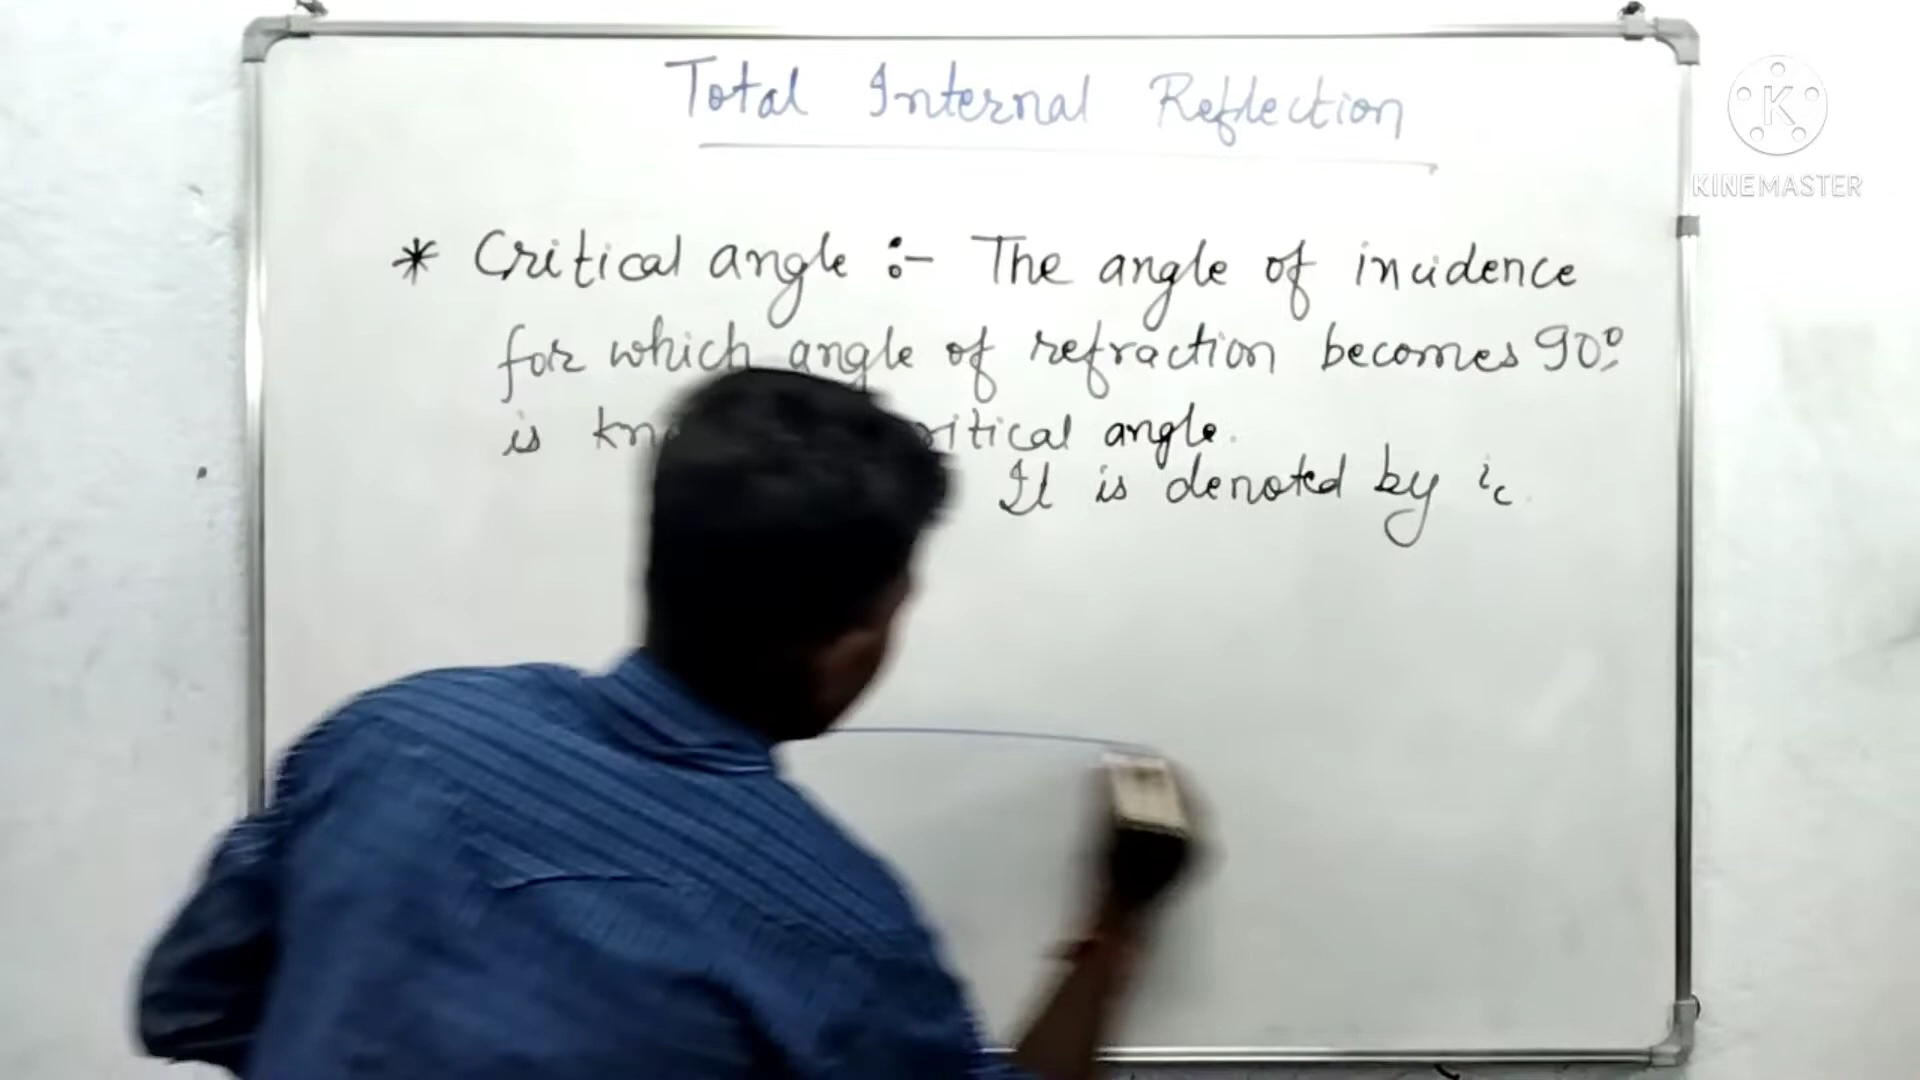 Total Internal Reflection
K
KINEMASTER
* Critical angle :- The angle of incidence
for which angle of refraction becomes 90°
is critical angle.
It is denoted by ic